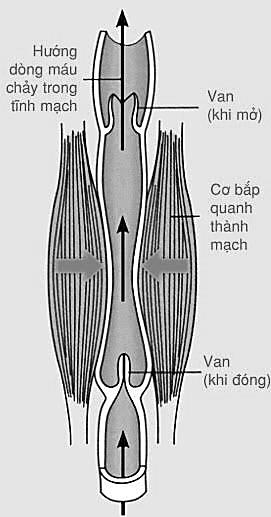 Hướng
dòng máu
chảy trong
tĩnh mạch
Van
(khi mở)
Cơ bắp
quanh
thành
mạch
Van
(khi đóng)